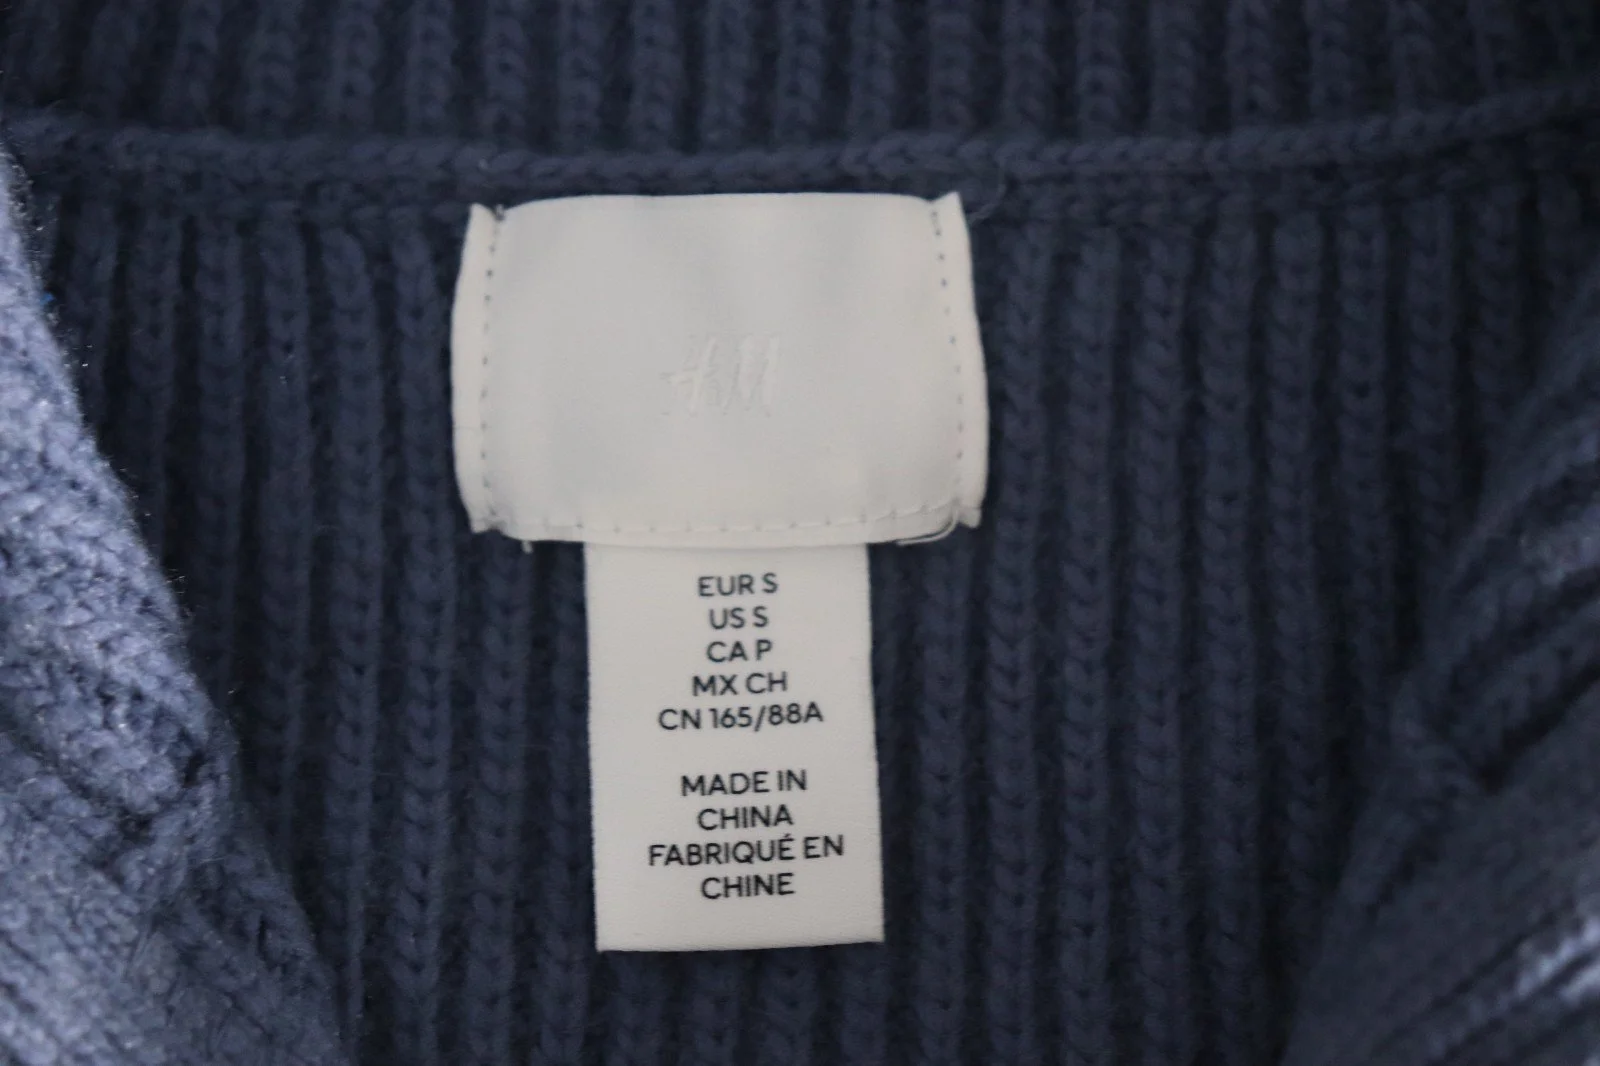 H&M
EUR S
US S
CA P
MX CH
CN 165/88A
MADE IN
CHINA
FABRIQUÉ EN
CHINE